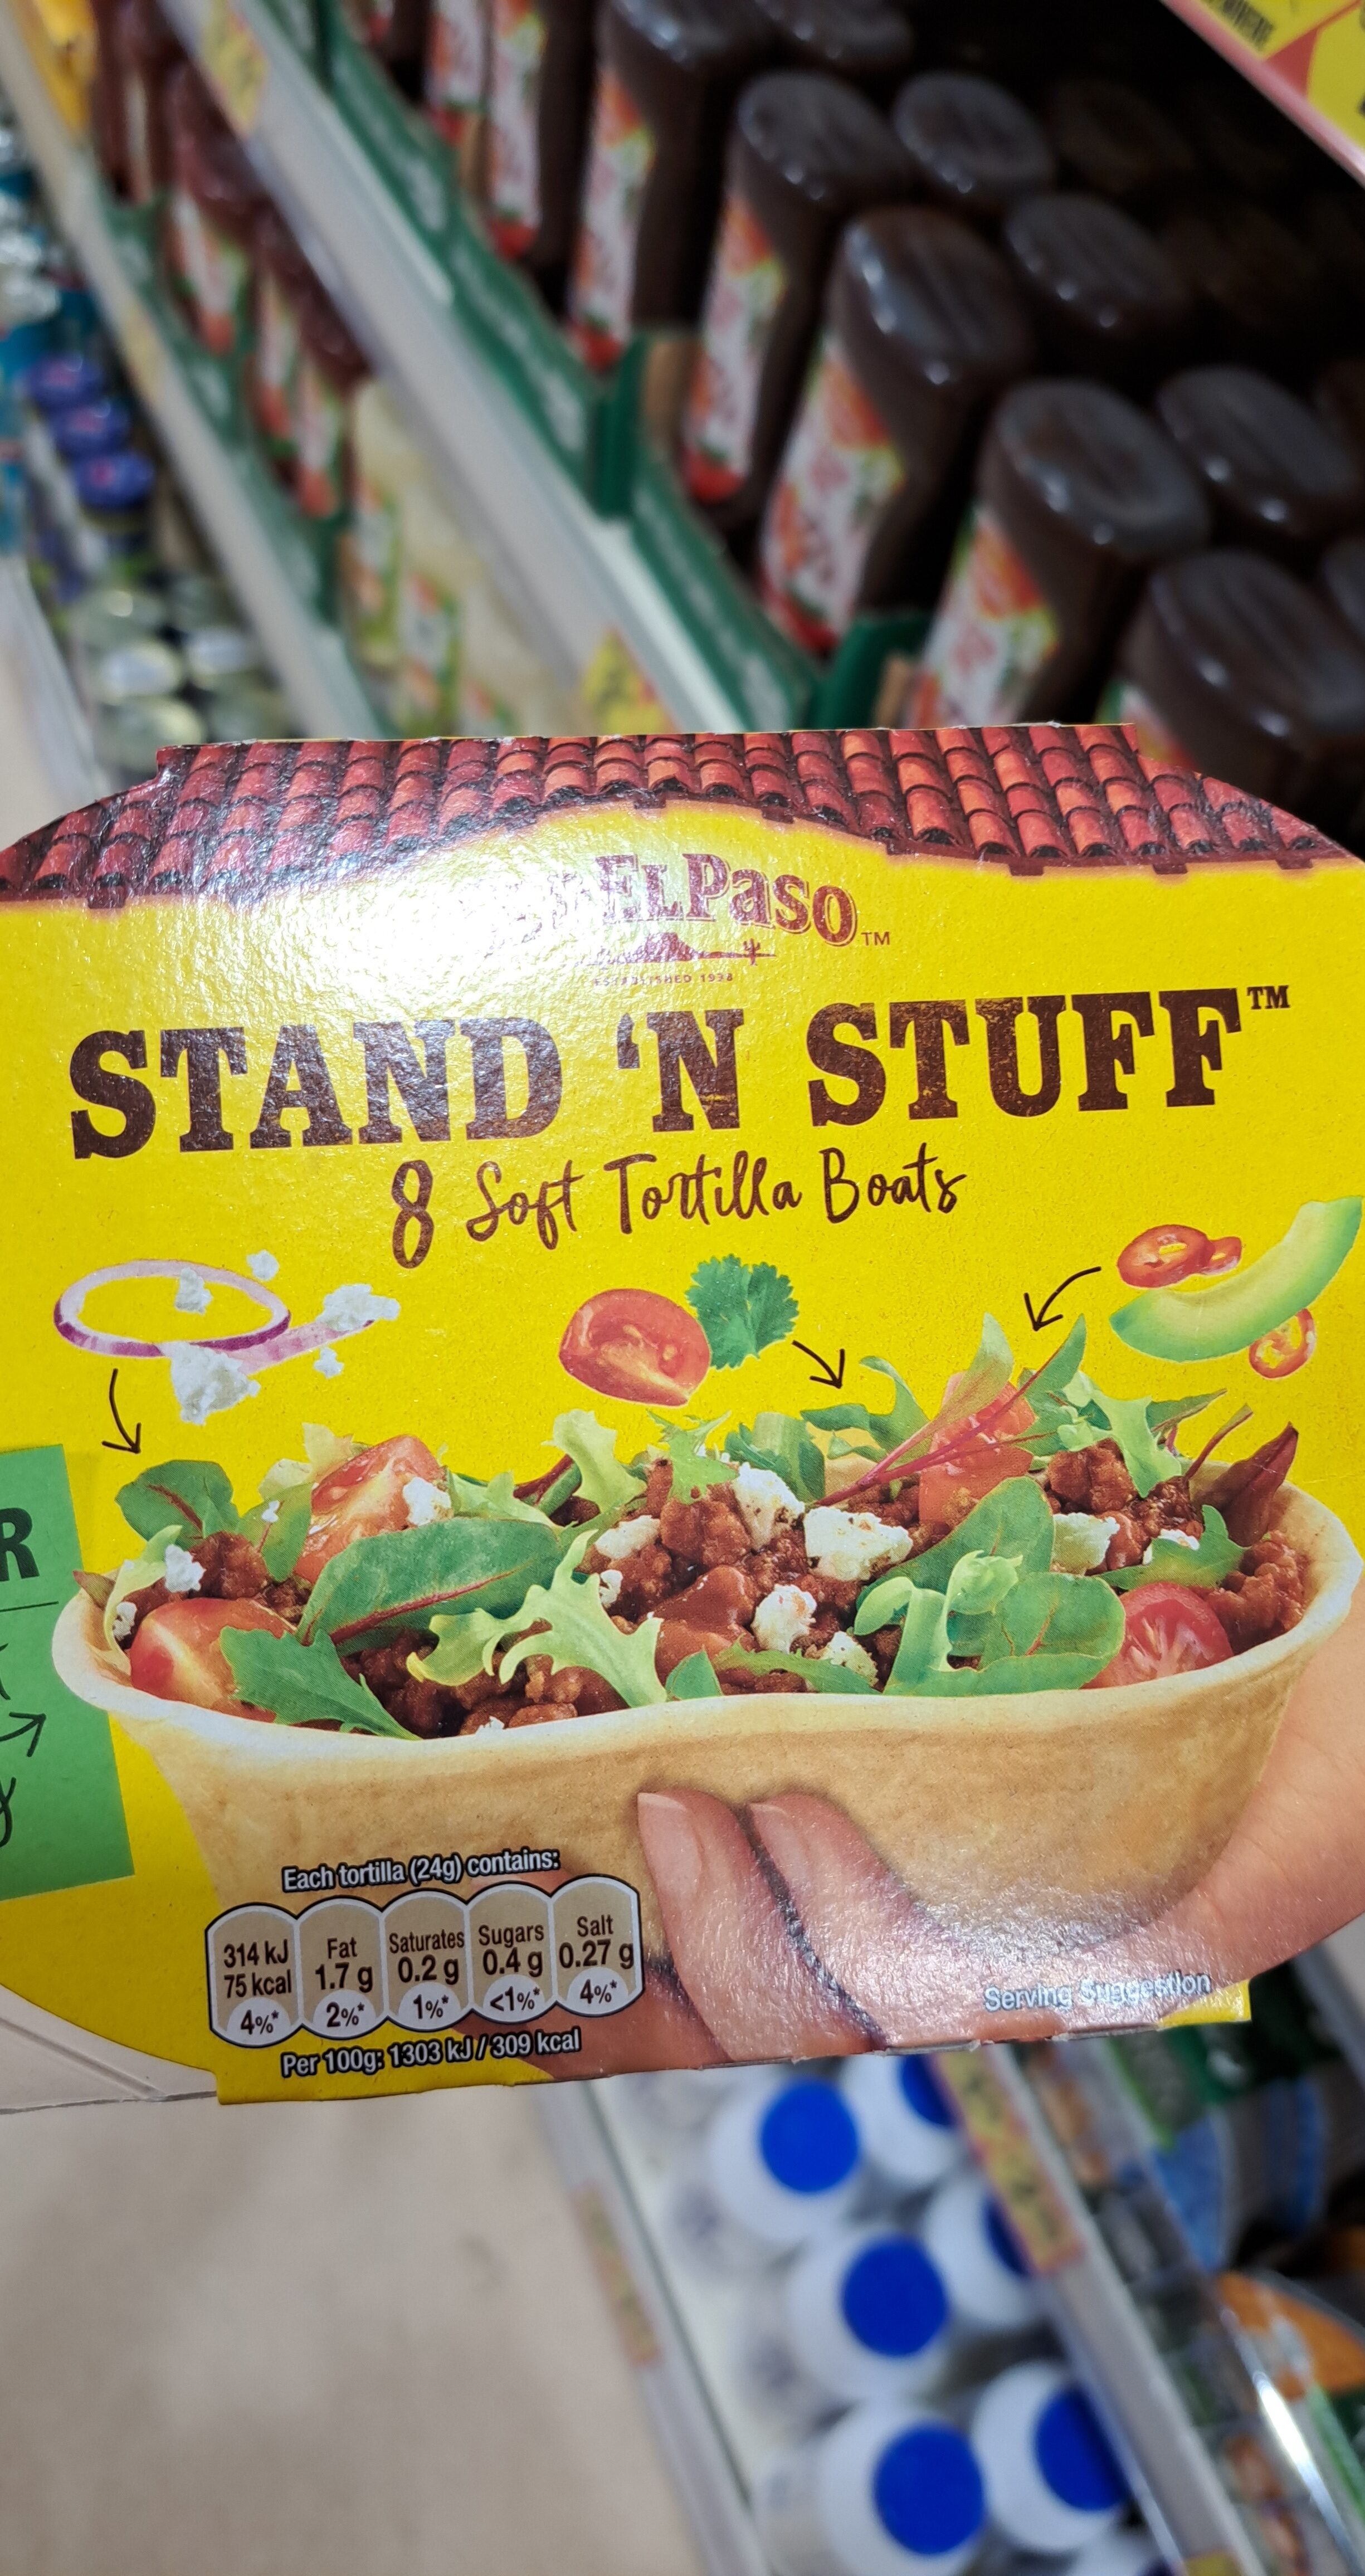 EL Paso™
ESTABLISHED 1938
STAND 'N STUFF™
8 Soft Tortilla Boats
R
Each tortilla (24g) contains:
314 kJ
75 kcal
4%*
Fat
1.7 g
2%*
Saturates
0.2 g
1%*
Sugars
0.4 g
<1%*
Salt
0.27 g
4%*
Per 100g: 1303 kJ / 309 kcal
Serving Suggestion